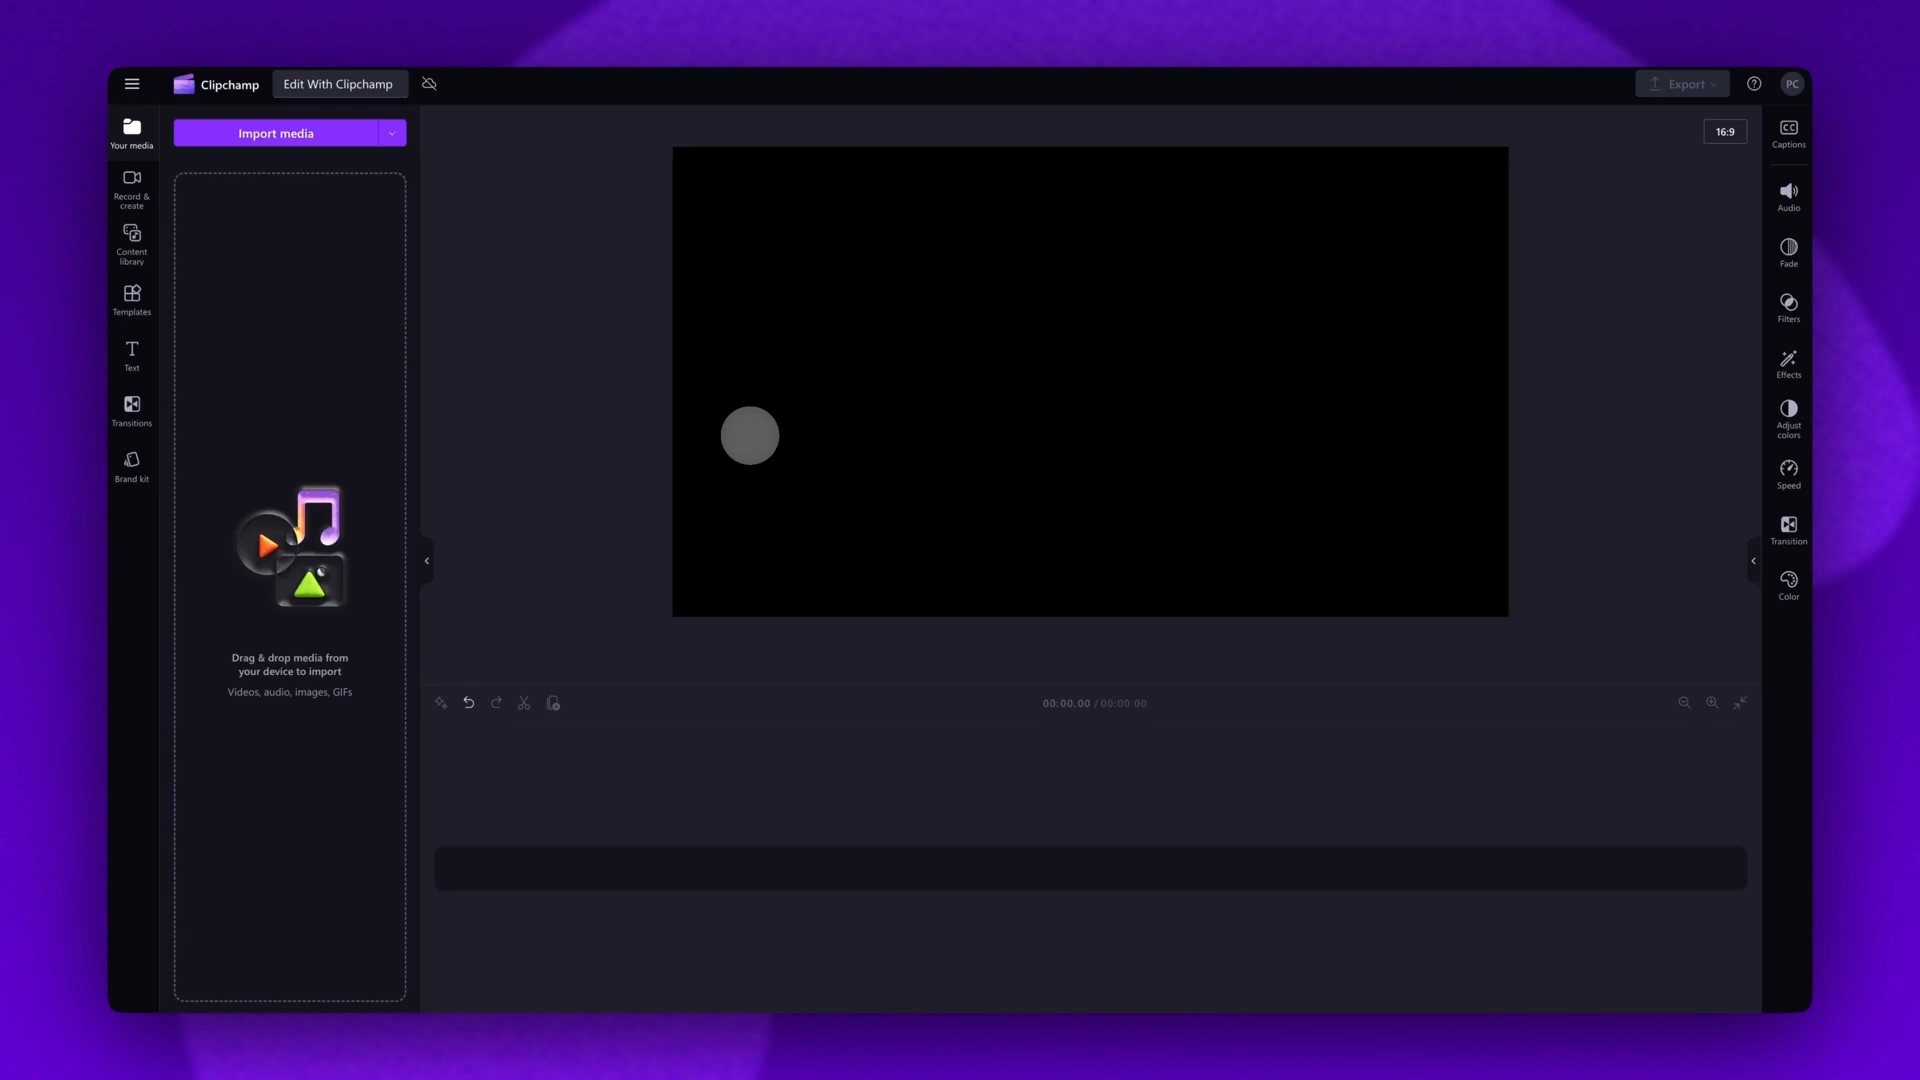 Clipchamp
Edit With Clipchamp
Export
PC
Your media
Record &
create
Content
library
Templates
Text
Transitions
Brand kit
Import media
Drag & drop media from
your device to import
Videos, audio, images, GIFs
16:9
00:00.00 / 00:00.00
CC
Captions
Audio
Fade
Filters
Effects
Adjust
colors
Speed
Transition
Color